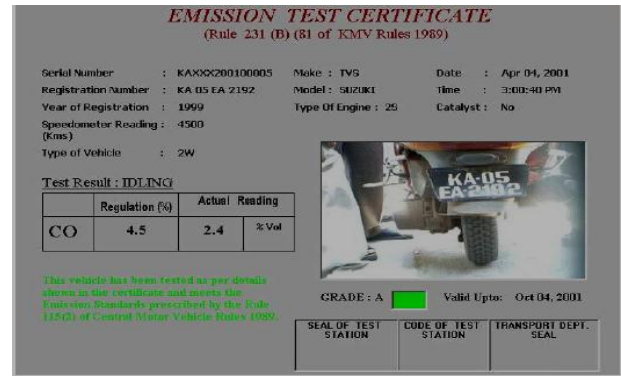 EMISSION TEST CERTIFICATE
(Rule 231 (B) (81 of KMV Rules 1989)
Serial Number : KAXXX200100005 Make : TVS Date : Apr 04, 2001
Registration Number : KA 05 EA 2192 Model : SUZUKI Time : 3:00:40 PM
Year of Registration : 1999 Type Of Engine : 2S Catalyst : No
Speedometer Reading : 4500
(Kms)
Type of Vehicle : 2W
Test Result : IDLING
Regulation (%) Actual Reading
CO 4.5 2.4 % Vol
KA-05
EA-2192
This vehicle has been tested as per details
shown in the certificate and meets the
Emission Standards prescribed by the Rule
115(2) of Central Motor Vehicle Rules 1989.
GRADE : A Valid Upto: Oct 04, 2001
SEAL OF TEST STATION
CODE OF TEST STATION
TRANSPORT DEPT. SEAL